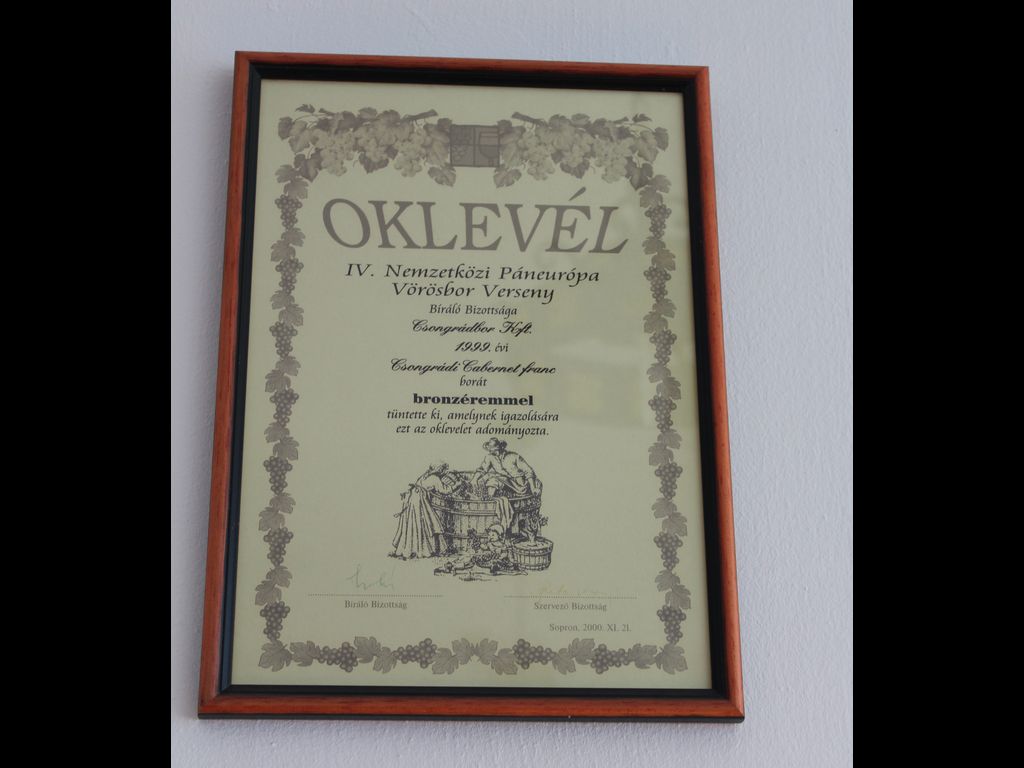 OKLEVÉL
IV. Nemzetközi Páneurópa
Vörösbor Verseny
Bíráló Bizottsága
Csongrádbor Kft.
1999. évi
Csongrádi Cabernet franc
borát
bronzéremmel
tüntette ki, amelynek igazolására
ezt az oklevelet adományozta.
Bíráló Bizottság
Szervező Bizottság
Sopron, 2000. XI. 21.